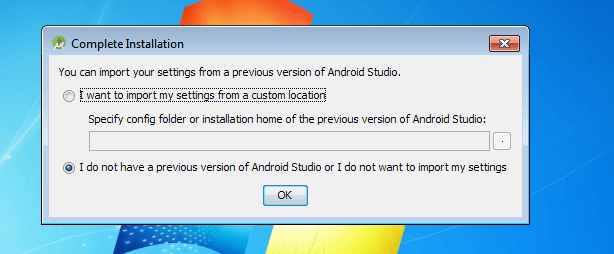 Complete Installation
You can import your settings from a previous version of Android Studio.
I want to import my settings from a custom location
Specify config folder or installation home of the previous version of Android Studio:
.
I do not have a previous version of Android Studio or I do not want to import my settings
OK